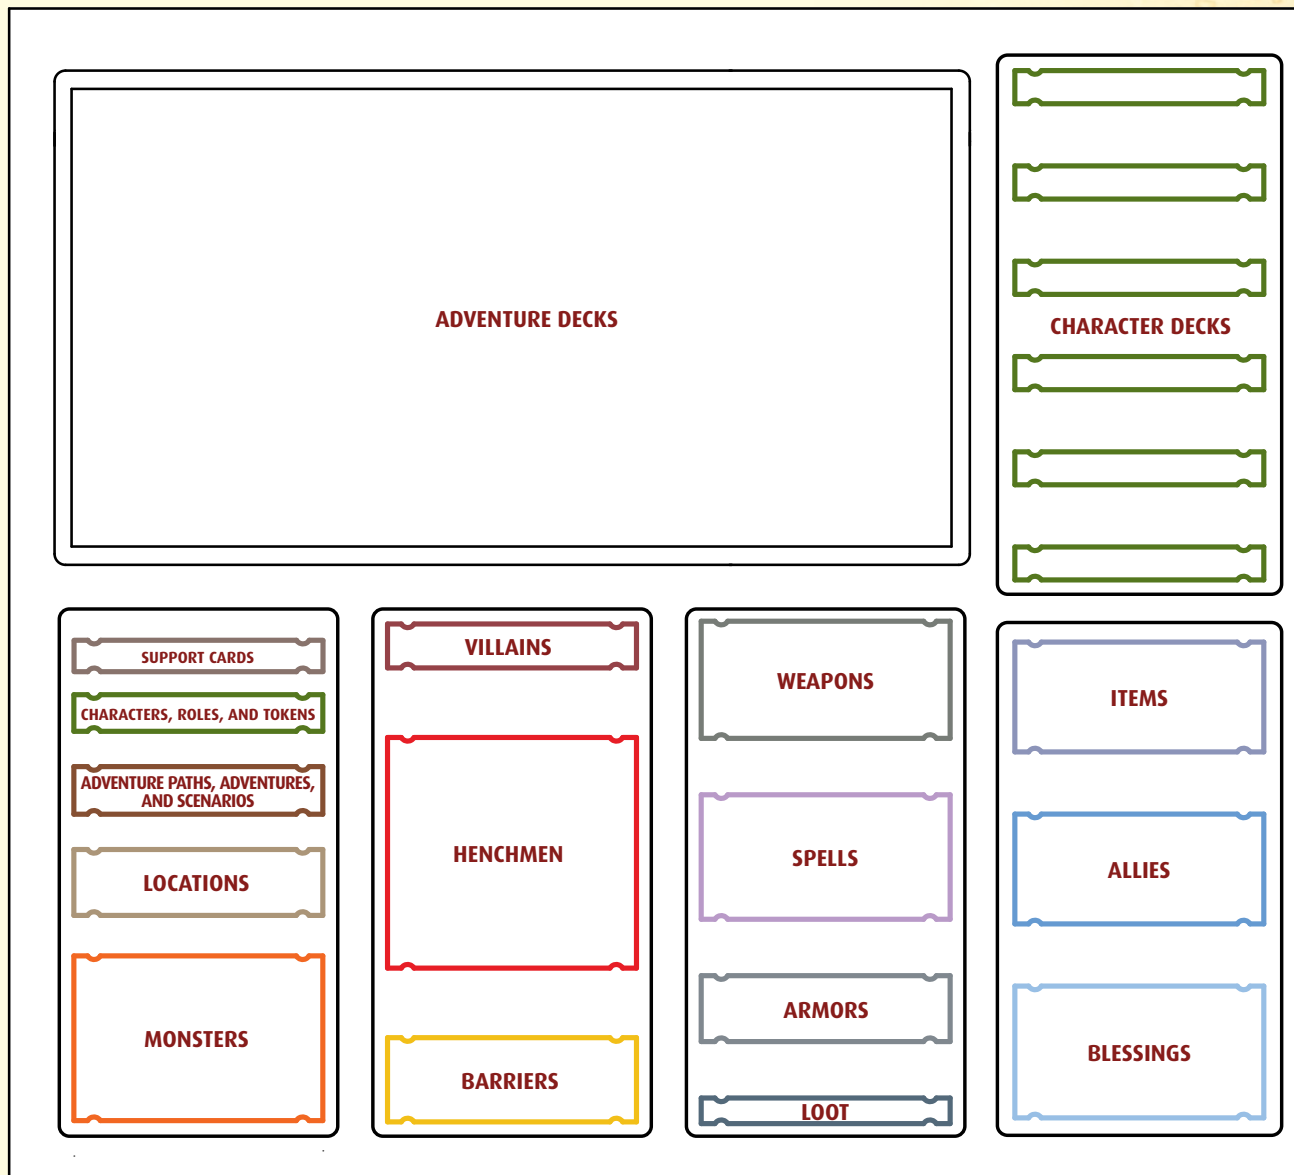 ADVENTURE DECKS
CHARACTER DECKS
SUPPORT CARDS
CHARACTERS, ROLES, AND TOKENS
ADVENTURE PATHS, ADVENTURES,
AND SCENARIOS
LOCATIONS
MONSTERS
VILLAINS
HENCHMEN
BARRIERS
WEAPONS
SPELLS
ARMORS
LOOT
ITEMS
ALLIES
BLESSINGS